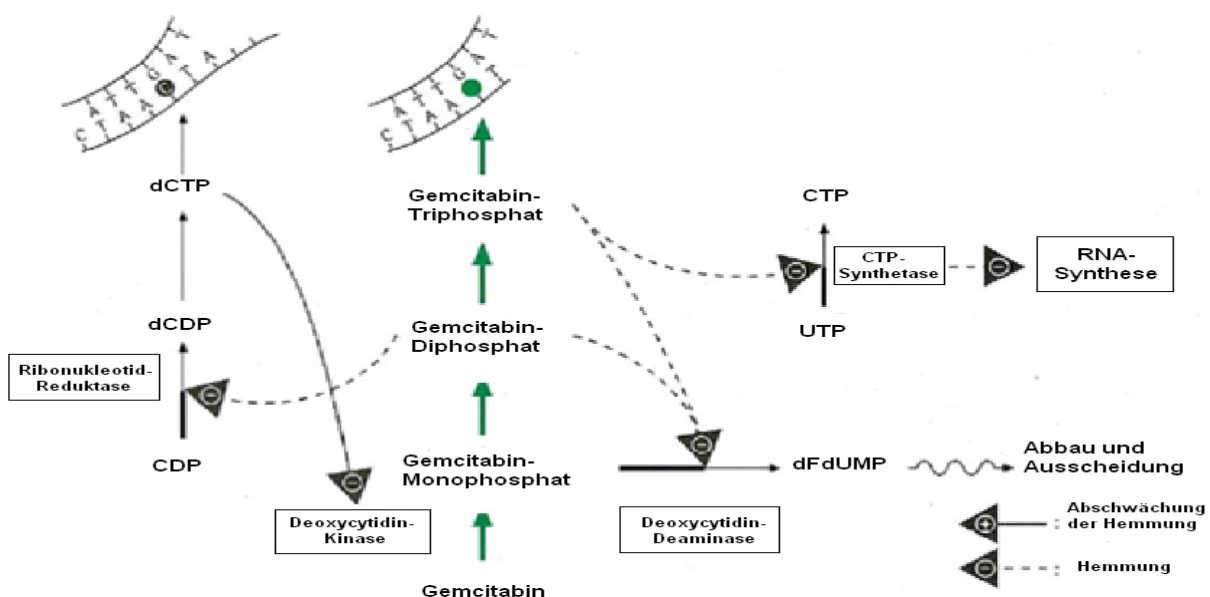 A T T G A T
C T A A C T A
A T T G A T
C T A A T
dCTP
Gemcitabin-
Triphosphat
CTP
CTP-
Synthetase
RNA-
Synthese
dCDP
Gemcitabin-
Diphosphat
UTP
Ribonukleotid-
Reduktase
CDP
Gemcitabin-
Monophosphat
dFdUMP
Abbau und
Ausscheidung
Deoxycytidin-
Kinase
Deoxycytidin-
Deaminase
Abschwächung
: der Hemmung
: Hemmung
Gemcitabin